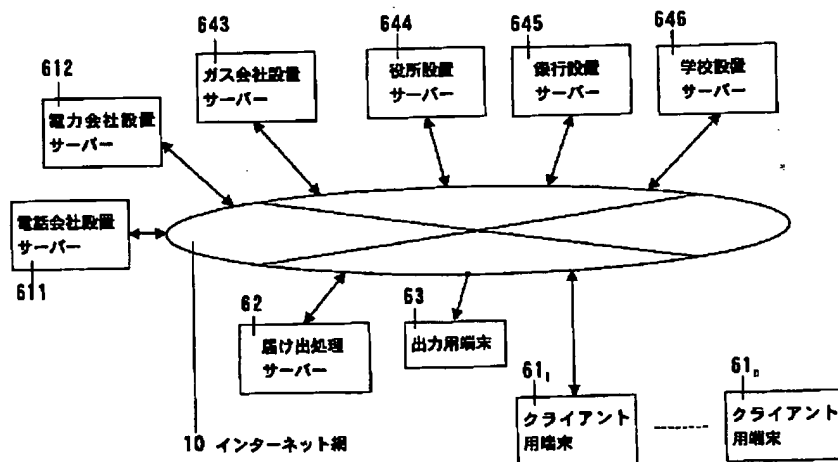 643
ガス会社設置
サーバー
644
役所設置
サーバー
645
銀行設置
サーバー
646
学校設置
サーバー
612
電力会社設置
サーバー
電話会社設置
サーバー
611
62
届け出処理
サーバー
63
出力用端末
61₁
クライアント
用端末
61ₙ
クライアント
用端末
10 インターネット網